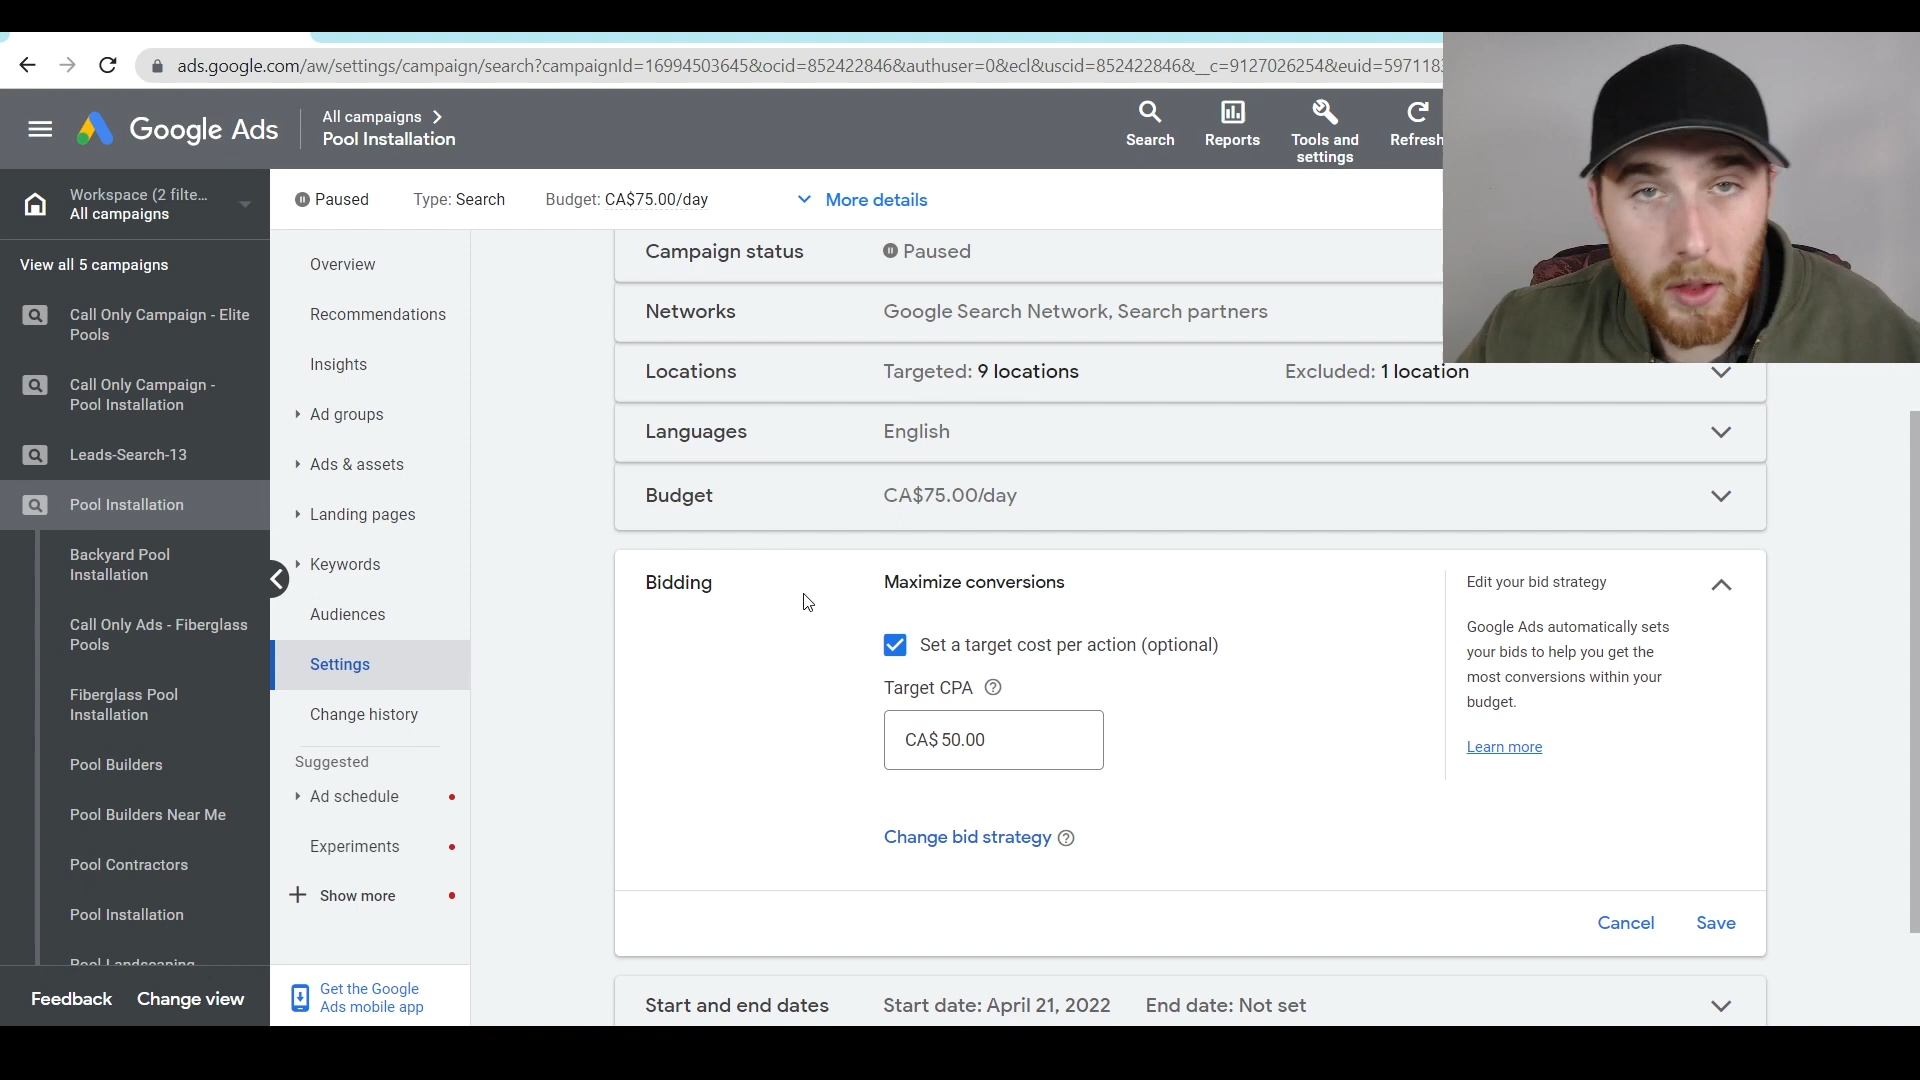 ads.google.com/aw/settings/campaign/search?campaignId=16994503645&ocid=852422846&authuser=0&ecl&uscid=852422846&__c=9127026254&euid=597118
Google Ads
All campaigns
Pool Installation
Search
Reports
Tools and
settings
Refresh
Workspace (2 filte...
All campaigns
Paused
Type: Search
Budget: CA$75.00/day
More details
View all 5 campaigns
Call Only Campaign - Elite
Pools
Call Only Campaign -
Pool Installation
Leads-Search-13
Pool Installation
Backyard Pool
Installation
Call Only Ads - Fiberglass
Pools
Fiberglass Pool
Installation
Pool Builders
Pool Builders Near Me
Pool Contractors
Pool Installation
Pool Landscaping
Feedback
Change view
Overview
Recommendations
Insights
Ad groups
Ads & assets
Landing pages
Keywords
Audiences
Settings
Change history
Suggested
Ad schedule
Experiments
Show more
Get the Google
Ads mobile app
Campaign status
Paused
Networks
Google Search Network, Search partners
Locations
Targeted: 9 locations
Excluded: 1 location
Languages
English
Budget
CA$75.00/day
Bidding
Maximize conversions
Set a target cost per action (optional)
Target CPA
CA$ 50.00
Change bid strategy
Edit your bid strategy
Google Ads automatically sets
your bids to help you get the
most conversions within your
budget.
Learn more
Cancel
Save
Start and end dates
Start date: April 21, 2022
End date: Not set